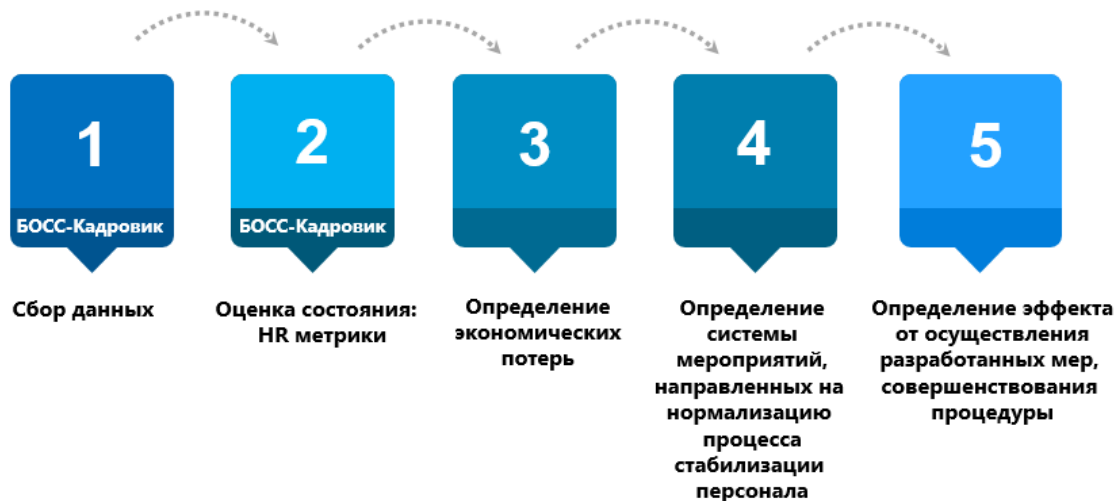 1
БОСС-Кадровик
Сбор данных
2
БОСС-Кадровик
Оценка состояния:
HR метрики
3
Определение
экономических
потерь
4
Определение
системы
мероприятий,
направленных на
нормализацию
процесса
стабилизации
персонала
5
Определение эффекта
от осуществления
разработанных мер,
совершенствования
процедуры